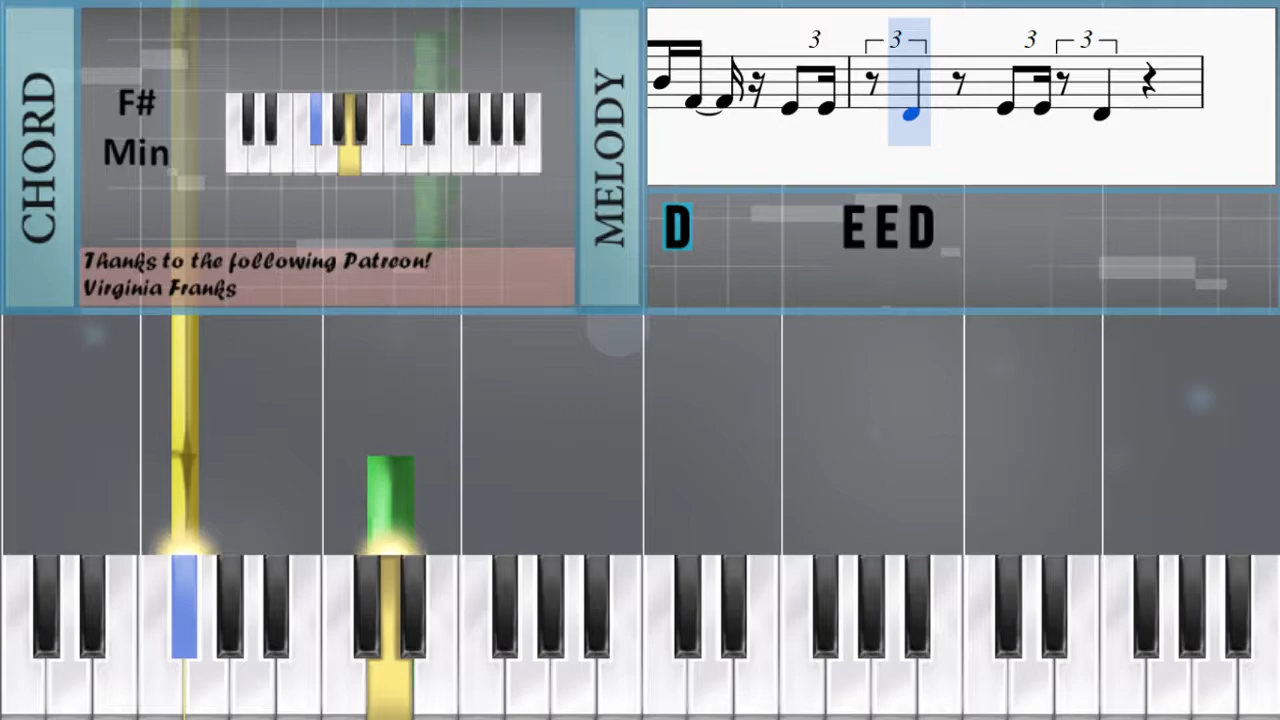 CHORD
F#
Min
MELODY
Thanks to the following Patreon!
Virginia Franks
3
3
3
3
D E E D